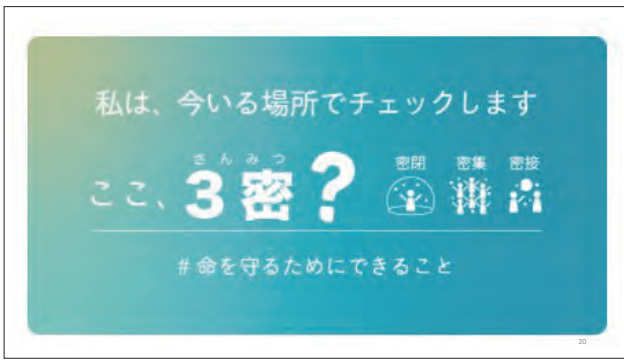 私は、今いる場所でチェックします
さんみつ
ここ、3密?
密閉 密集 密接
#命を守るためにできること
20